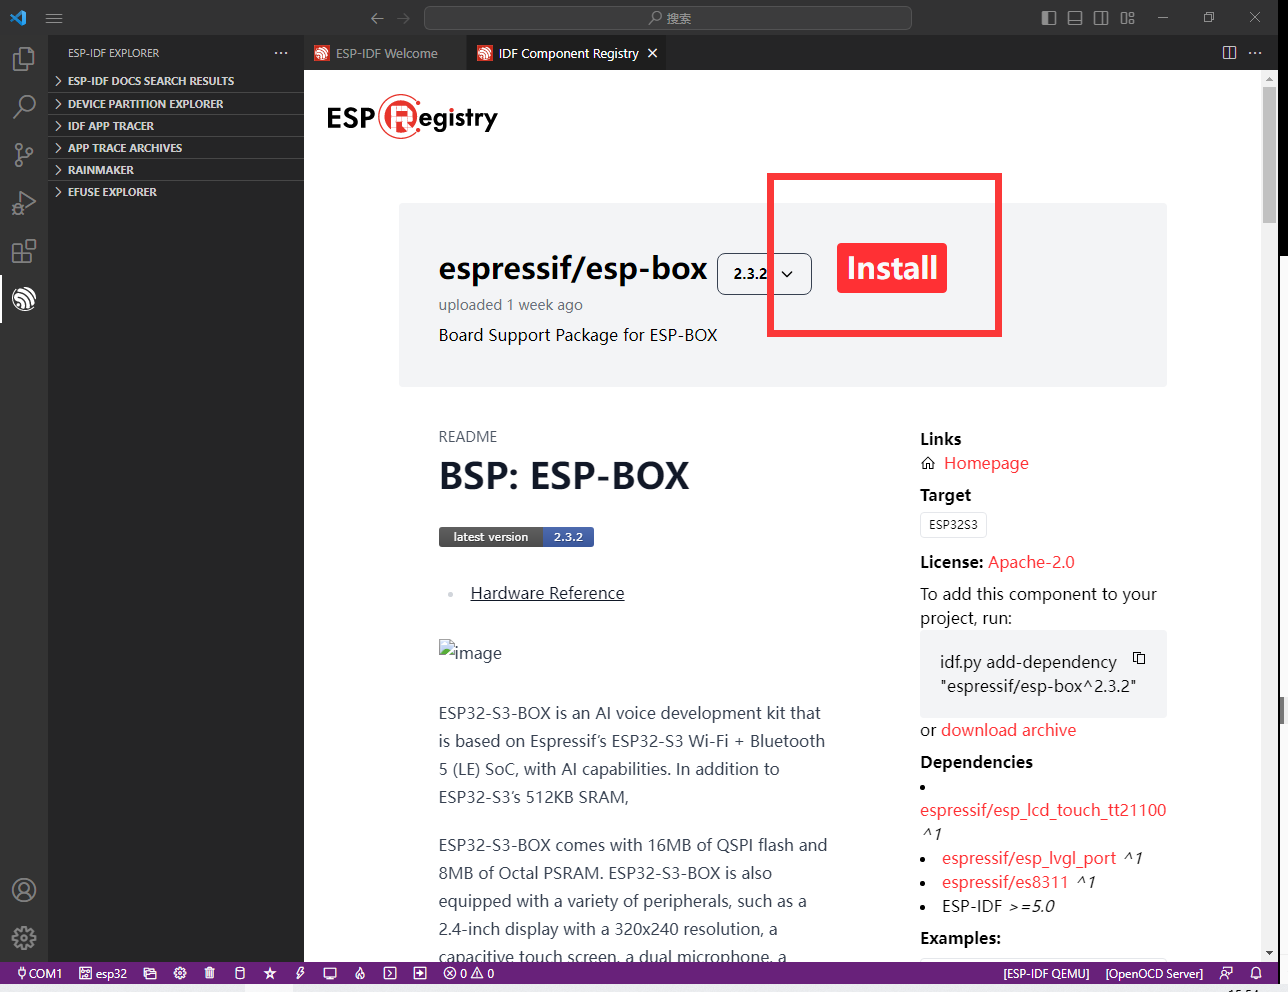 搜索
ESP-IDF EXPLORER
ESP-IDF Welcome
IDF Component Registry
ESP-IDF DOCS SEARCH RESULTS
DEVICE PARTITION EXPLORER
IDF APP TRACER
APP TRACE ARCHIVES
RAINMAKER
EFUSE EXPLORER
ESP Registry
espressif/esp-box
2.3.2
Install
uploaded 1 week ago
Board Support Package for ESP-BOX
README
BSP: ESP-BOX
latest version 2.3.2
Hardware Reference
image
ESP32-S3-BOX is an AI voice development kit that
is based on Espressif’s ESP32-S3 Wi-Fi + Bluetooth
5 (LE) SoC, with AI capabilities. In addition to
ESP32-S3’s 512KB SRAM,
ESP32-S3-BOX comes with 16MB of QSPI flash and
8MB of Octal PSRAM. ESP32-S3-BOX is also
equipped with a variety of peripherals, such as a
2.4-inch display with a 320x240 resolution, a
capacitive touch screen, a dual microphone, a
Links
Homepage
Target
ESP32S3
License: Apache-2.0
To add this component to your
project, run:
idf.py add-dependency
"espressif/esp-box^2.3.2"
or download archive
Dependencies
espressif/esp_lcd_touch_tt21100
^1
espressif/esp_lvgl_port ^1
espressif/es8311 ^1
ESP-IDF >=5.0
Examples:
COM1
esp32
0
0
[ESP-IDF QEMU]
[OpenOCD Server]